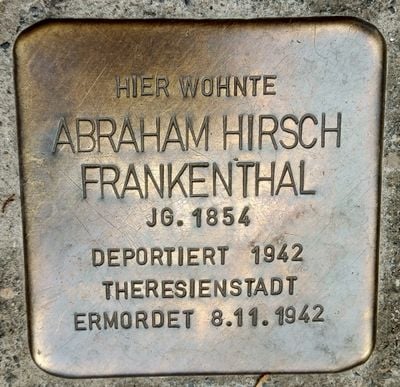 HIER WOHNTE
ABRAHAM HIRSCH
FRANKENTHAL
JG. 1854
DEPORTIERT 1942
THERESIENSTADT
ERMORDET 8.11.1942